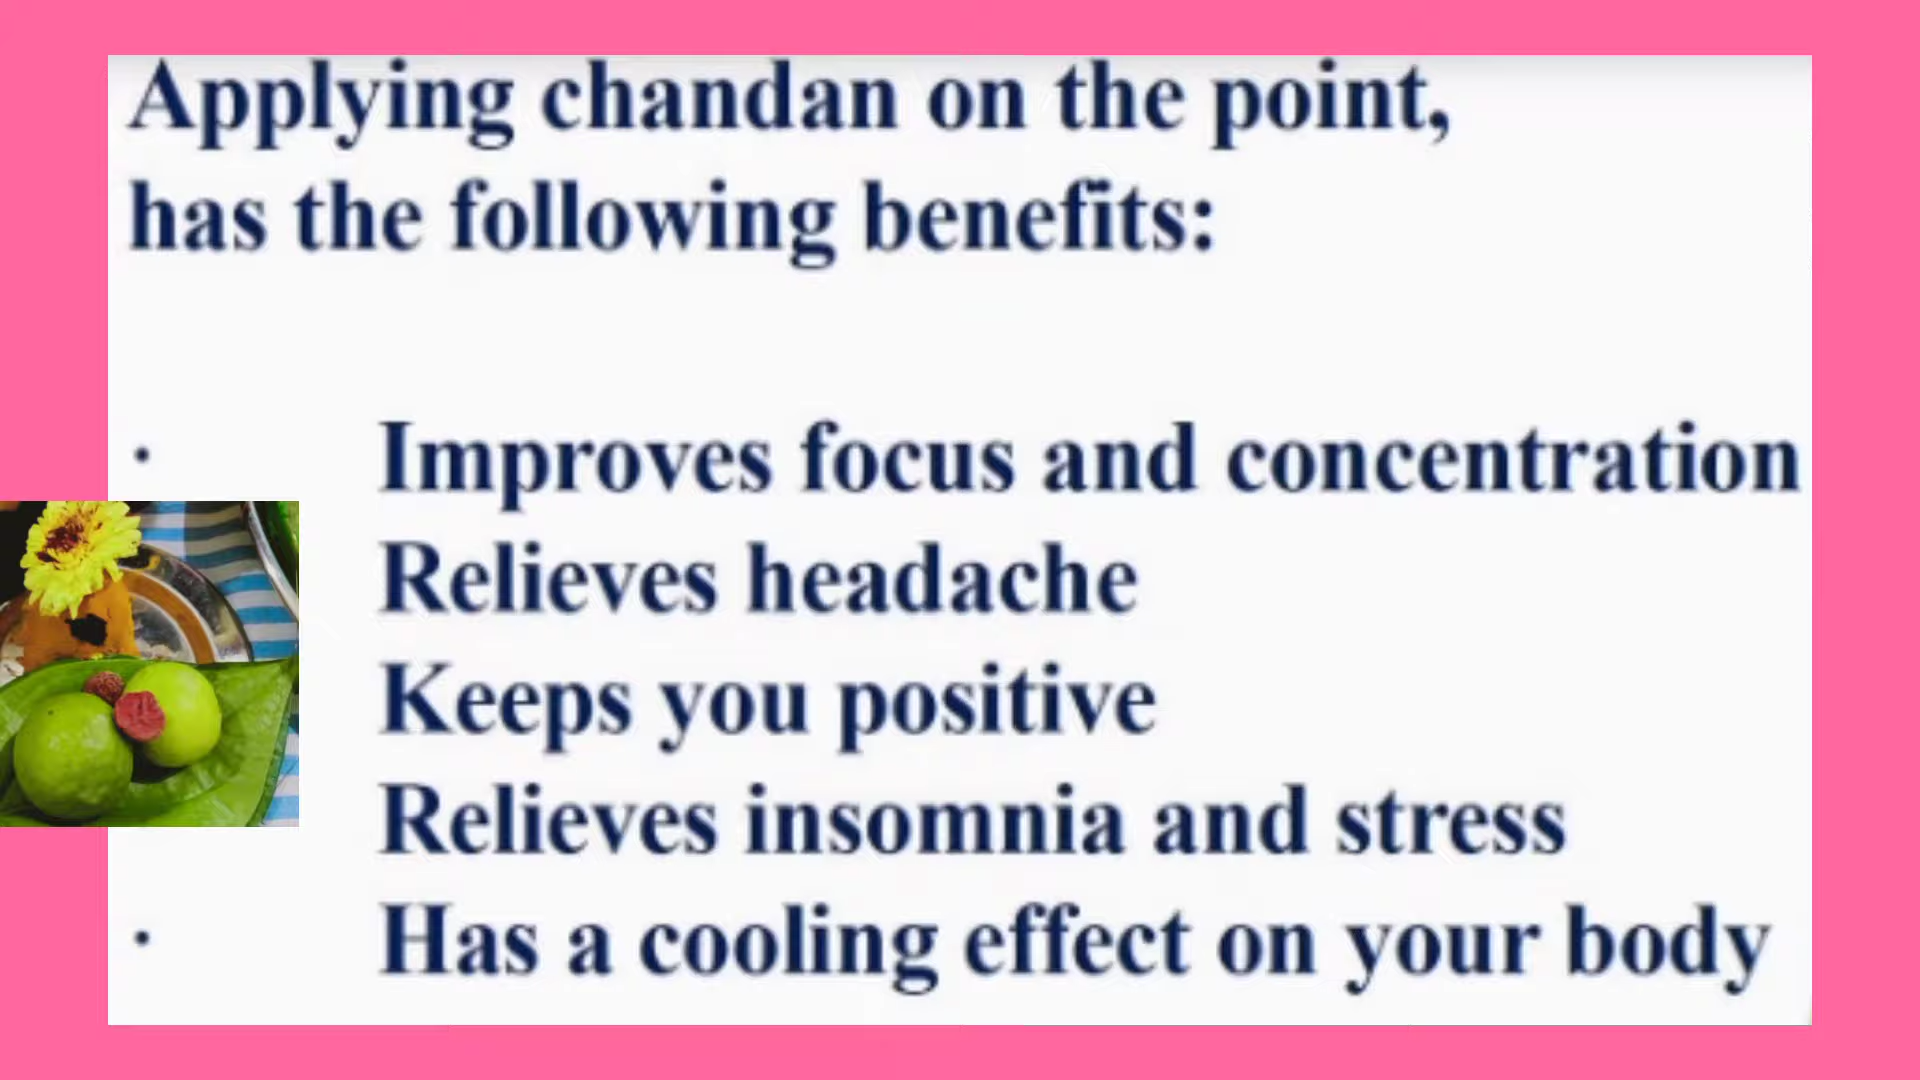 Applying chandan on the point,
has the following benefits:
· Improves focus and concentration
Relieves headache
Keeps you positive
Relieves insomnia and stress
· Has a cooling effect on your body